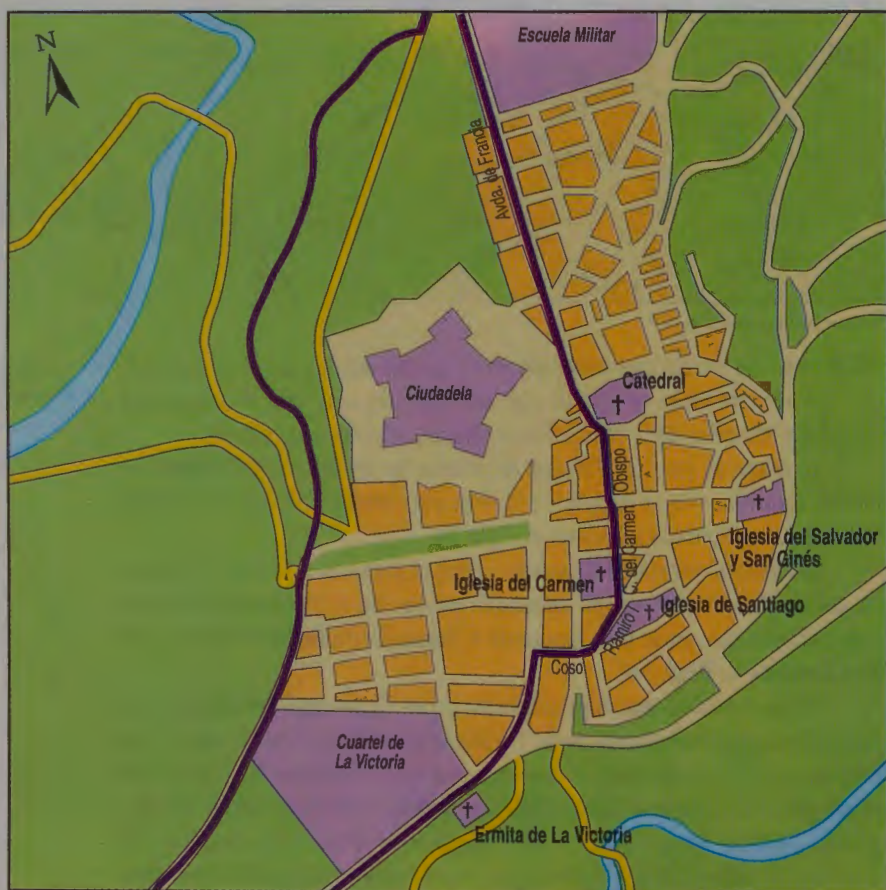 Escuela Militar
N
Avda. de Francia
Catedral
Ciudadela
Obispo
Iglesia del Salvador
y San Ginés
C. del Carmen
Iglesia del Carmen
Iglesia de Santiago
Ramiro I
Coso
Cuartel de
La Victoria
Ermita de La Victoria